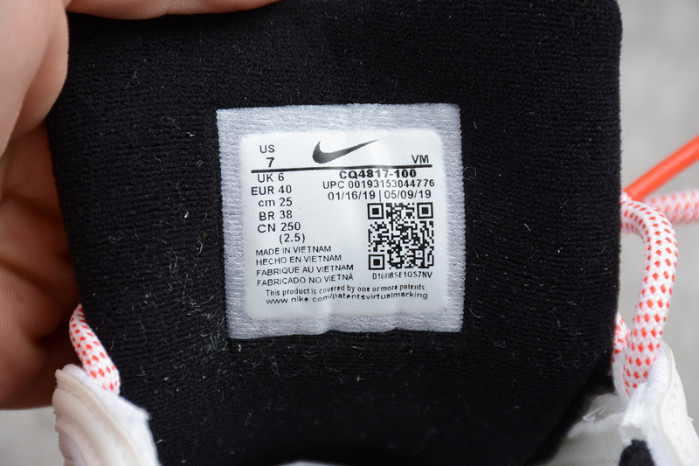 US
7
VM
UK 6
CQ4817-100
EUR 40
UPC 00193153044776
cm 25
01/16/19 | 05/09/19
BR 38
CN 250
(2.5)
MADE IN VIETNAM
HECHO EN VIETNAM
FABRIQUE AU VIETNAM
FABRICADO NO VIETNÃ
This product is covered by one or more patents
www.nike.com/patentsvirtualmarking